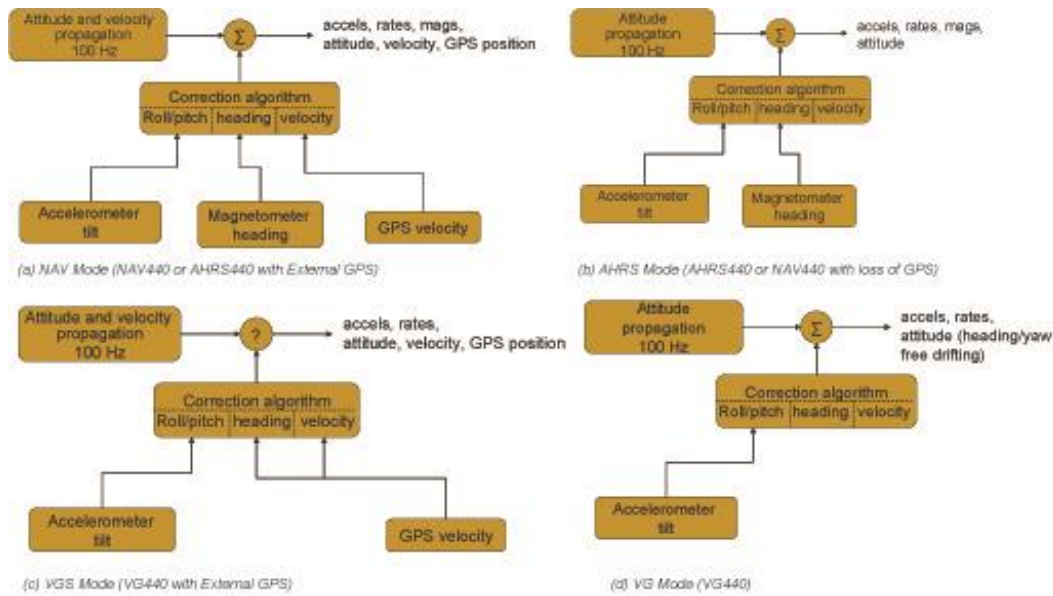 Attitude and velocity
propagation
100 Hz
Σ
accels, rates, mags,
attitude, velocity, GPS position
Correction algorithm
Roll/pitch heading velocity
Accelerometer
tilt
Magnetometer
heading
GPS velocity
(a) NAV Mode (NAV440 or AHRS440 with External GPS)
Attitude
propagation
100 Hz
Σ
accels, rates, mags,
attitude
Correction algorithm
Roll/pitch heading velocity
Accelerometer
tilt
Magnetometer
heading
(b) AHRS Mode (AHRS440 or NAV440 with loss of GPS)
Attitude and velocity
propagation
100 Hz
?
accels, rates,
attitude, velocity, GPS position
Correction algorithm
Roll/pitch heading velocity
Accelerometer
tilt
GPS velocity
(c) VGS Mode (VG440 with External GPS)
Attitude
propagation
100 Hz
Σ
accels, rates,
attitude (heading/yaw
free drifting)
Correction algorithm
Roll/pitch heading velocity
Accelerometer
tilt
(d) VG Mode (VG440)